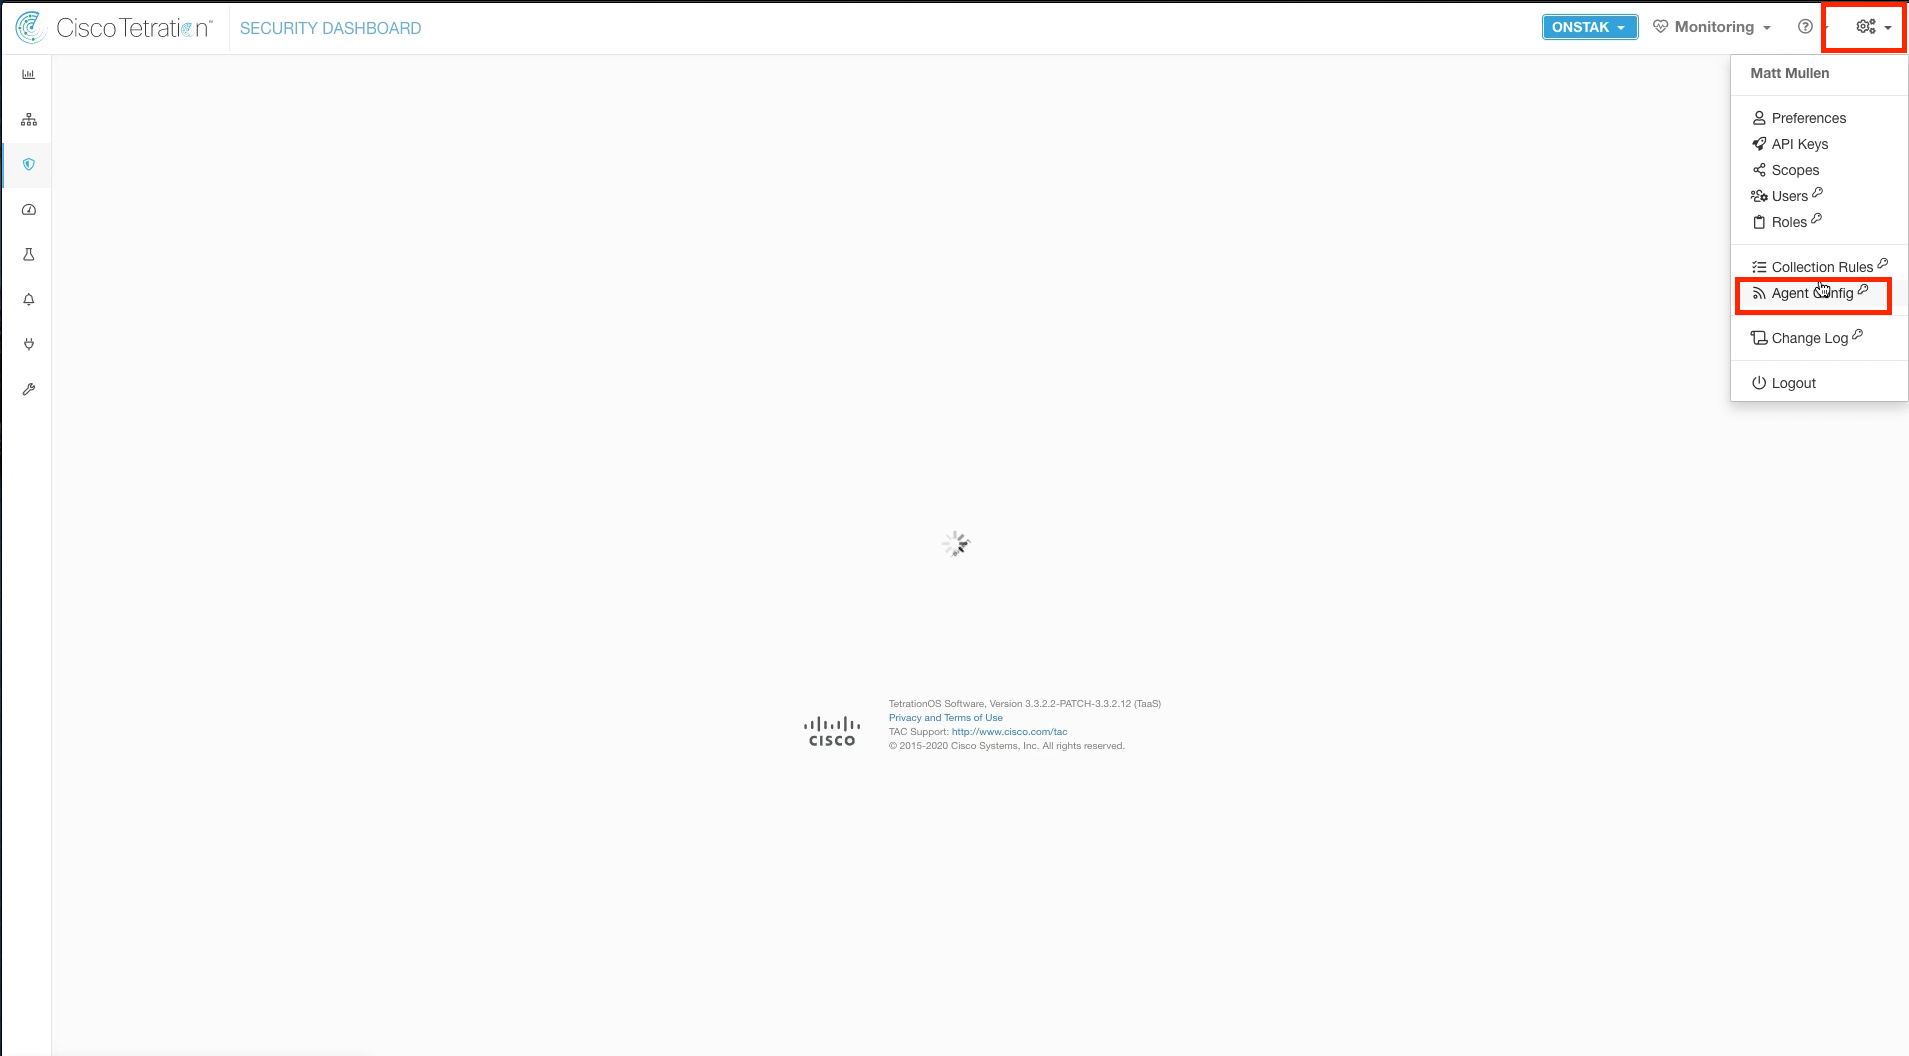 Cisco Tetration™ SECURITY DASHBOARD ONSTAK Monitoring
Matt Mullen
Preferences
API Keys
Scopes
Users
Roles
Collection Rules
Agent Config
Change Log
Logout
TetrationOS Software, Version 3.3.2.2-PATCH-3.3.2.12 (TaaS)
Privacy and Terms of Use
TAC Support: http://www.cisco.com/tac
© 2015-2020 Cisco Systems, Inc. All rights reserved.
CISCO